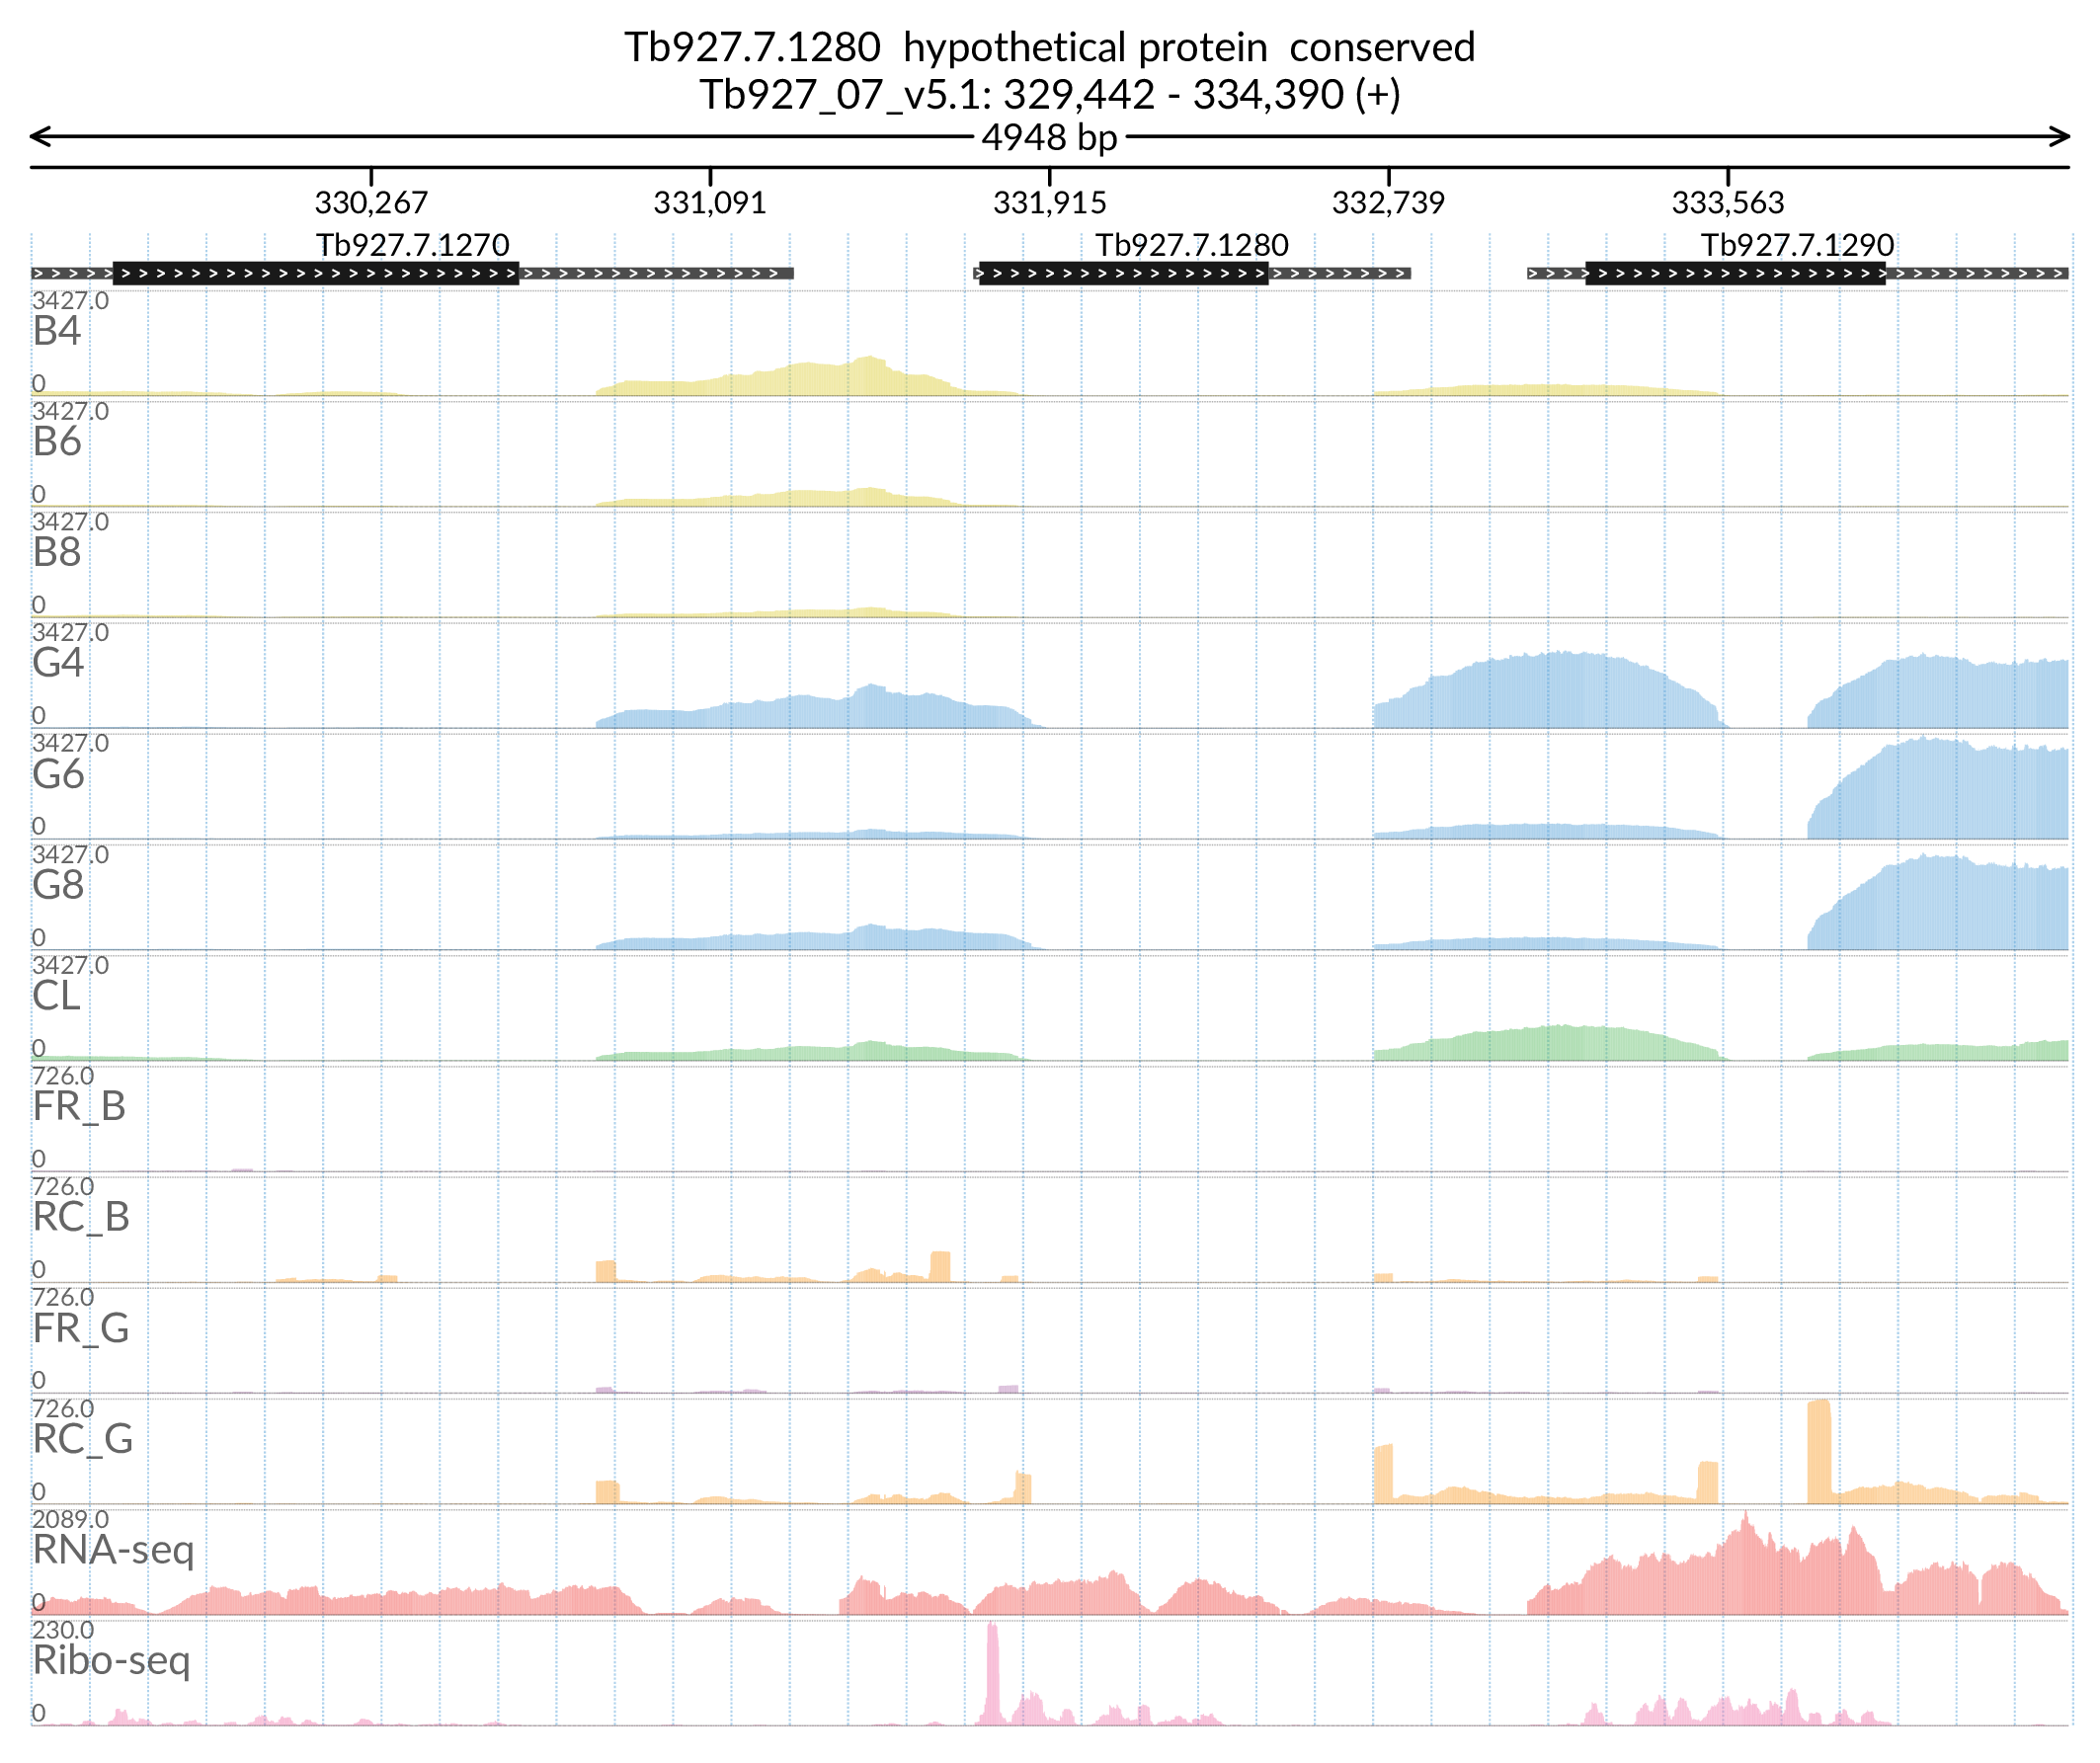 Tb927.7.1280 hypothetical protein conserved
Tb927_07_v5.1: 329,442 - 334,390 (+)
4948 bp
330,267 331,091 331,915 332,739 333,563
Tb927.7.1270 Tb927.7.1280 Tb927.7.1290
3427.0
B4
0
3427.0
B6
0
3427.0
B8
0
3427.0
G4
0
3427.0
G6
0
3427.0
G8
0
3427.0
CL
0
726.0
FR_B
0
726.0
RC_B
0
726.0
FR_G
0
726.0
RC_G
0
2089.0
RNA-seq
0
230.0
Ribo-seq
0